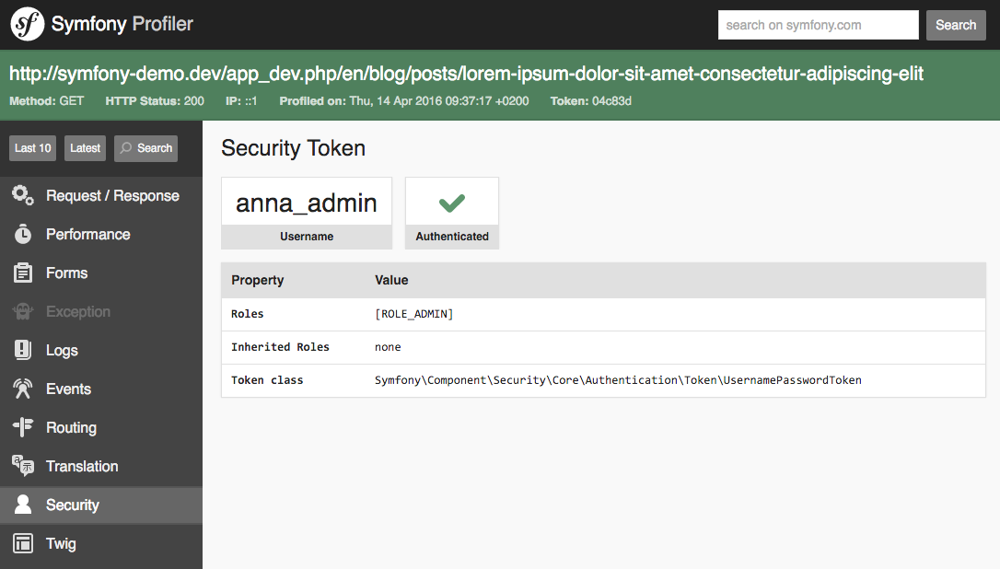 Symfony Profiler
search on symfony.com
Search
http://symfony-demo.dev/app_dev.php/en/blog/posts/lorem-ipsum-dolor-sit-amet-consectetur-adipiscing-elit
Method: GET HTTP Status: 200 IP: ::1 Profiled on: Thu, 14 Apr 2016 09:37:17 +0200 Token: 04c83d
Last 10 Latest Search
Request / Response
Performance
Forms
Exception
Logs
Events
Routing
Translation
Security
Twig
Security Token
anna_admin
Username
Authenticated
Property Value
Roles [ROLE_ADMIN]
Inherited Roles none
Token class Symfony\Component\Security\Core\Authentication\Token\UsernamePasswordToken